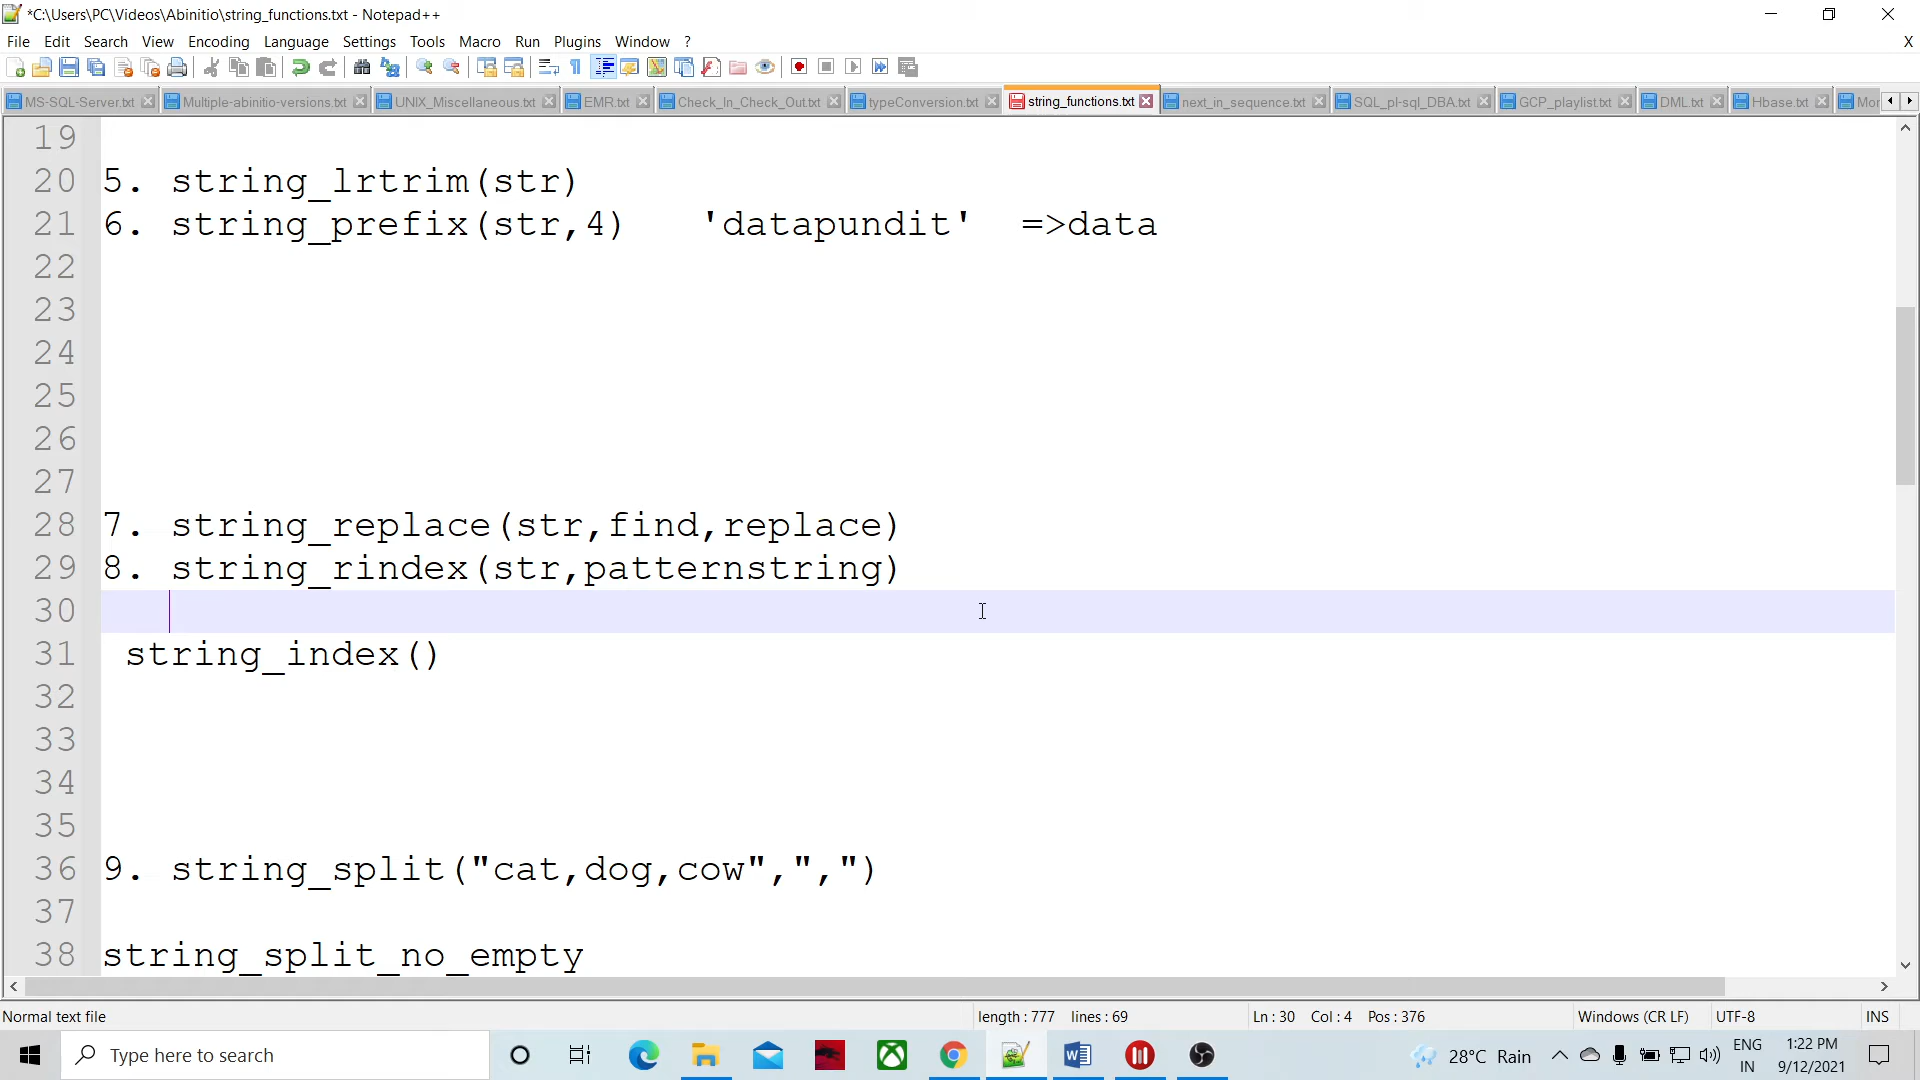 *C:\Users\PC\Videos\Abinitio\string_functions.txt - Notepad++
File Edit Search View Encoding Language Settings Tools Macro Run Plugins Window ? X
MS-SQL-Server.txt Multiple-abinitio-versions.txt UNIX_Miscellaneous.txt EMR.txt Check_In_Check_Out.txt typeConversion.txt string_functions.txt next_in_sequence.txt SQL_pl-sql_DBA.txt GCP_playlist.txt DML.txt Hbase.txt
19
20 5. string_lrtrim(str)
21 6. string_prefix(str,4) 'datapundit' =>data
22
23
24
25
26
27
28 7. string_replace(str,find,replace)
29 8. string_rindex(str,patternstring)
30
31 string_index()
32
33
34
35
36 9. string_split("cat,dog,cow",",")
37
38 string_split_no_empty
Normal text file length : 777 lines : 69 Ln : 30 Col : 4 Pos : 376 Windows (CR LF) UTF-8 INS
Type here to search 28°C Rain ENG IN 1:22 PM 9/12/2021